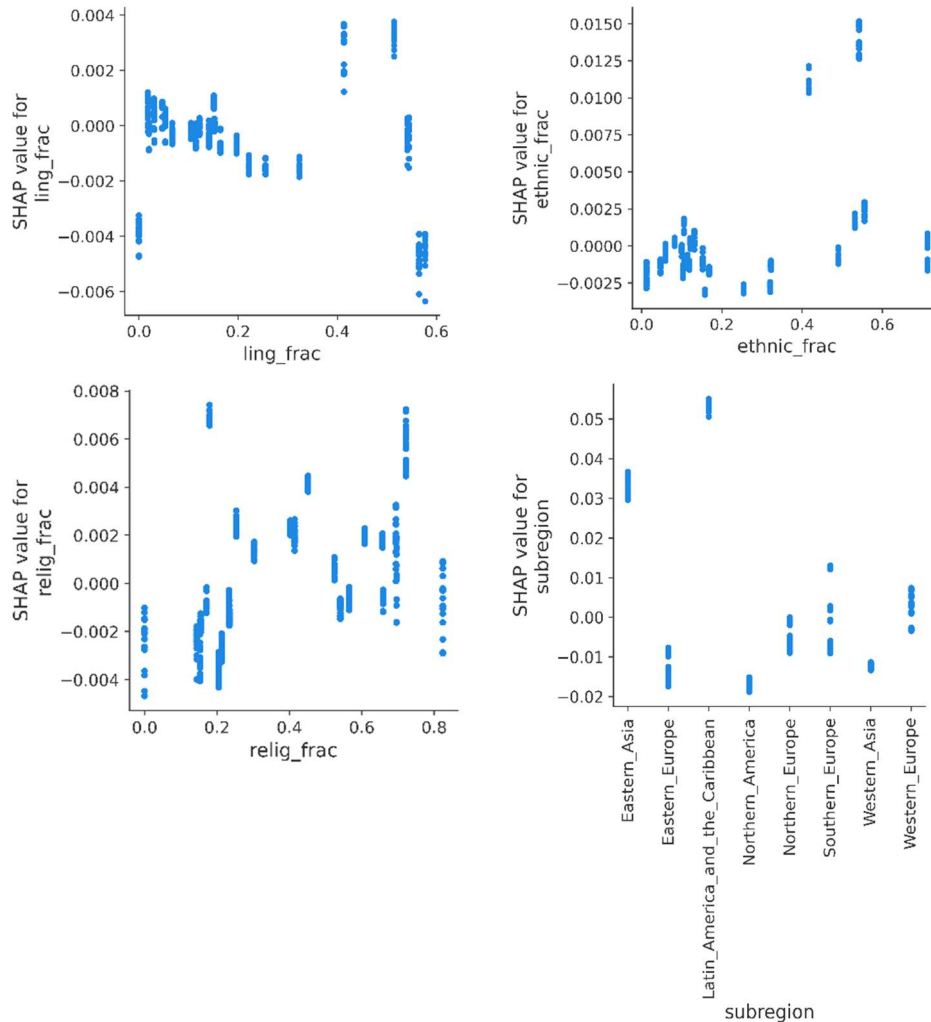 0.004
0.002
0.000
−0.002
−0.004
−0.006
SHAP value for
ling_frac
0.0
0.2
0.4
0.6
ling_frac
0.0150
0.0125
0.0100
0.0075
0.0050
0.0025
0.0000
−0.0025
SHAP value for
ethnic_frac
0.0
0.2
0.4
0.6
ethnic_frac
0.008
0.006
0.004
0.002
0.000
−0.002
−0.004
SHAP value for
relig_frac
0.0
0.2
0.4
0.6
0.8
relig_frac
0.05
0.04
0.03
0.02
0.01
0.00
−0.01
−0.02
SHAP value for
subregion
Eastern_Asia
Eastern_Europe
Latin_America_and_the_Caribbean
Northern_America
Northern_Europe
Southern_Europe
Western_Asia
Western_Europe
subregion